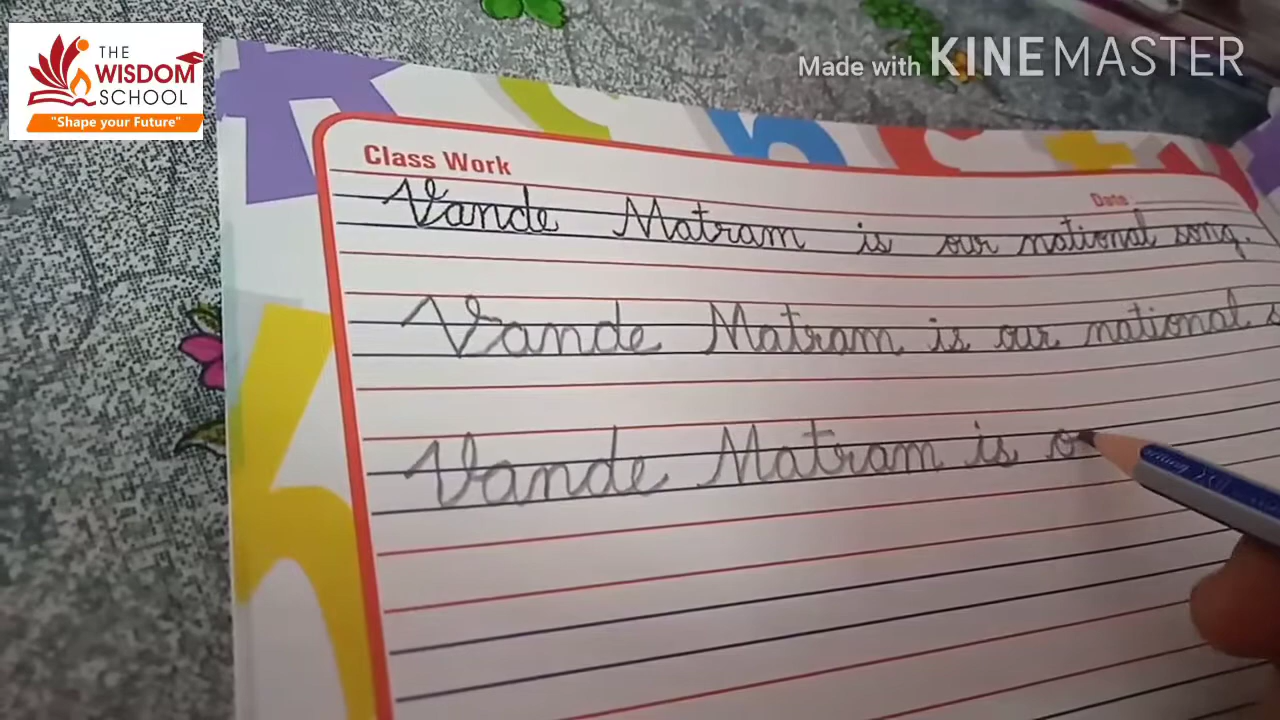 THE
WISDOM
SCHOOL
"Shape your Future"
Made with KINEMASTER
Class Work
Date
Vande Matram is our national song.
Vande Matram is our national s
Vande Matram is o